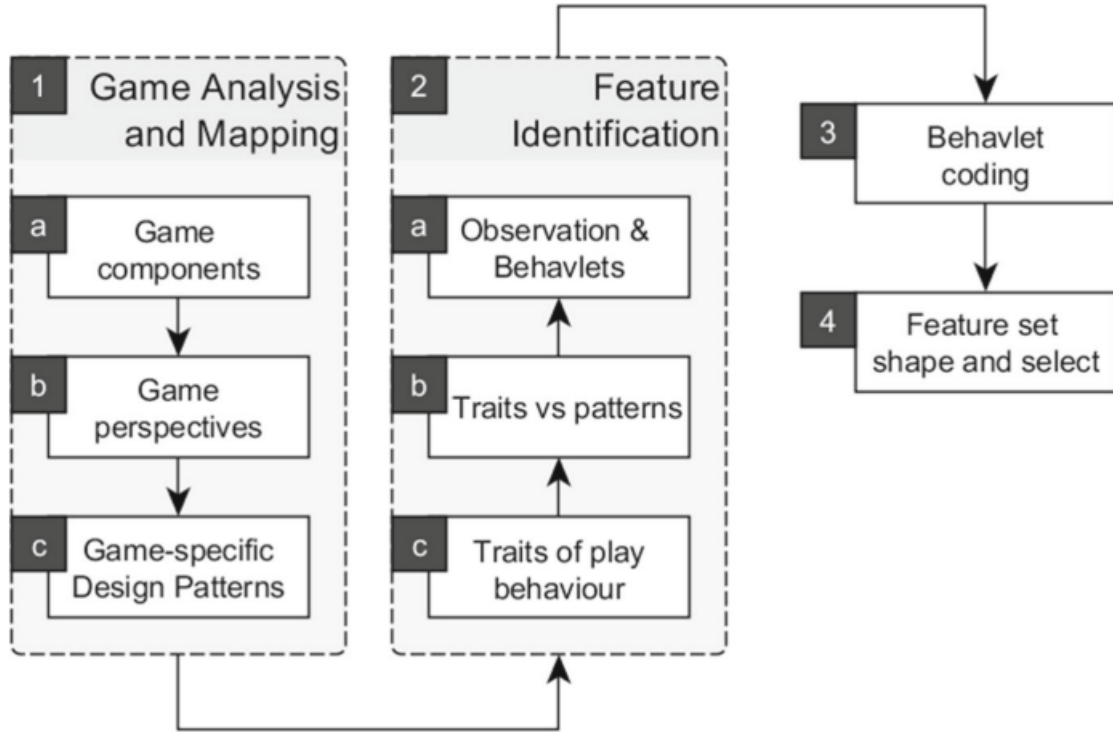 1
Game Analysis
and Mapping
a
Game
components
b
Game
perspectives
c
Game-specific
Design Patterns
2
Feature
Identification
a
Observation &
Behavlets
b
Traits vs patterns
c
Traits of play
behaviour
3
Behavlet
coding
4
Feature set
shape and select